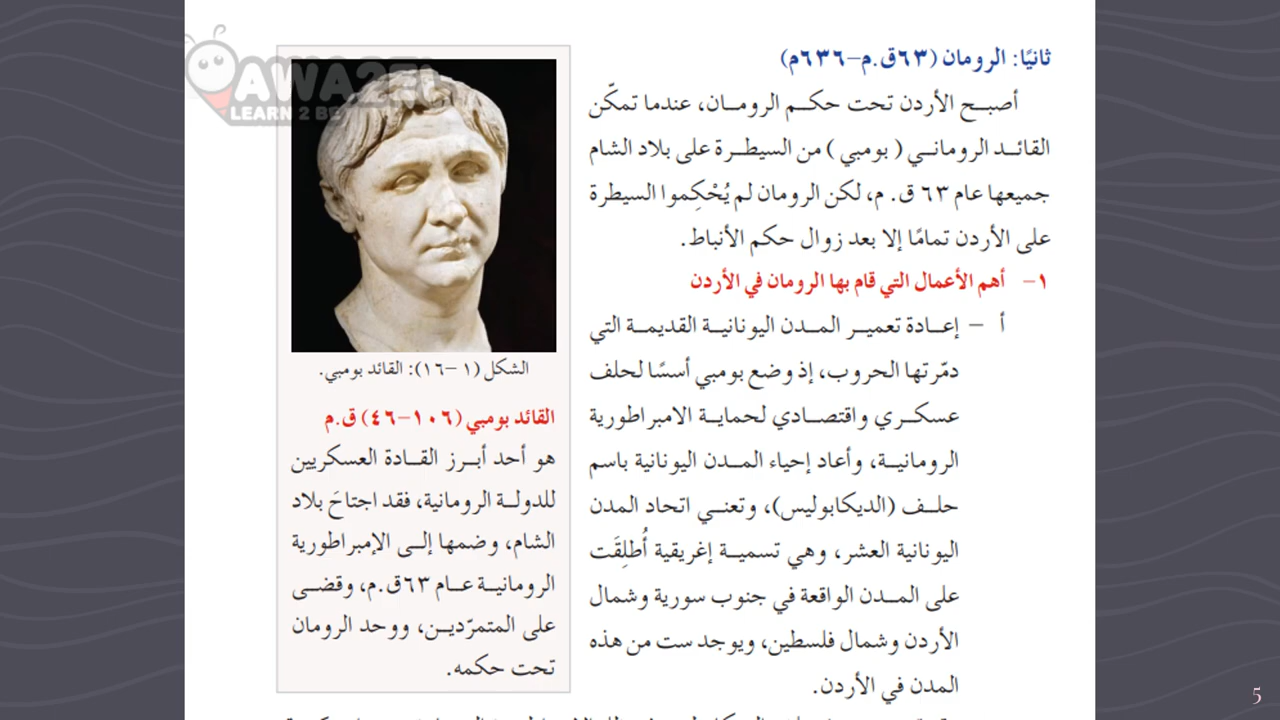 AWA2EL
LEARN 2 BE
ثانيًا: الرومان (٦٣ق.م-٦٣٦م)
أصبح الأردن تحت حكم الرومان، عندما تمكّن
القائد الروماني (بومبي) من السيطرة على بلاد الشام
جميعها عام ٦٣ ق. م، لكن الرومان لم يُحْكِموا السيطرة
على الأردن تمامًا إلا بعد زوال حكم الأنباط.
١- أهم الأعمال التي قام بها الرومان في الأردن
أ - إعادة تعمير المدن اليونانية القديمة التي
دمّرتها الحروب، إذ وضع بومبي أسسًا لحلف
عسكري واقتصادي لحماية الامبراطورية
الرومانية، وأعاد إحياء المدن اليونانية باسم
حلف (الديكابوليس)، وتعني اتحاد المدن
اليونانية العشر، وهي تسمية إغريقية أُطلِقَت
على المدن الواقعة في جنوب سورية وشمال
الأردن وشمال فلسطين، ويوجد ست من هذه
المدن في الأردن.
الشكل (١-١٦): القائد بومبي.
القائد بومبي (١٠٦-٤٦) ق.م
هو أحد أبرز القادة العسكريين
للدولة الرومانية، فقد اجتاحَ بلاد
الشام، وضمها إلى الإمبراطورية
الرومانية عام ٦٣ق.م، وقضى
على المتمرّدين، ووحد الرومان
تحت حكمه.
5